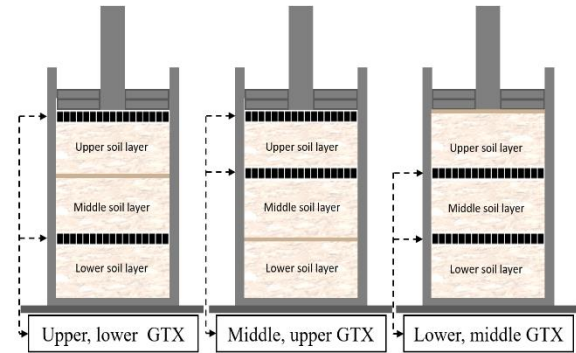 Upper soil layer
Middle soil layer
Lower soil layer
Upper, lower GTX
Upper soil layer
Middle soil layer
Lower soil layer
Middle, upper GTX
Upper soil layer
Middle soil layer
Lower soil layer
Lower, middle GTX